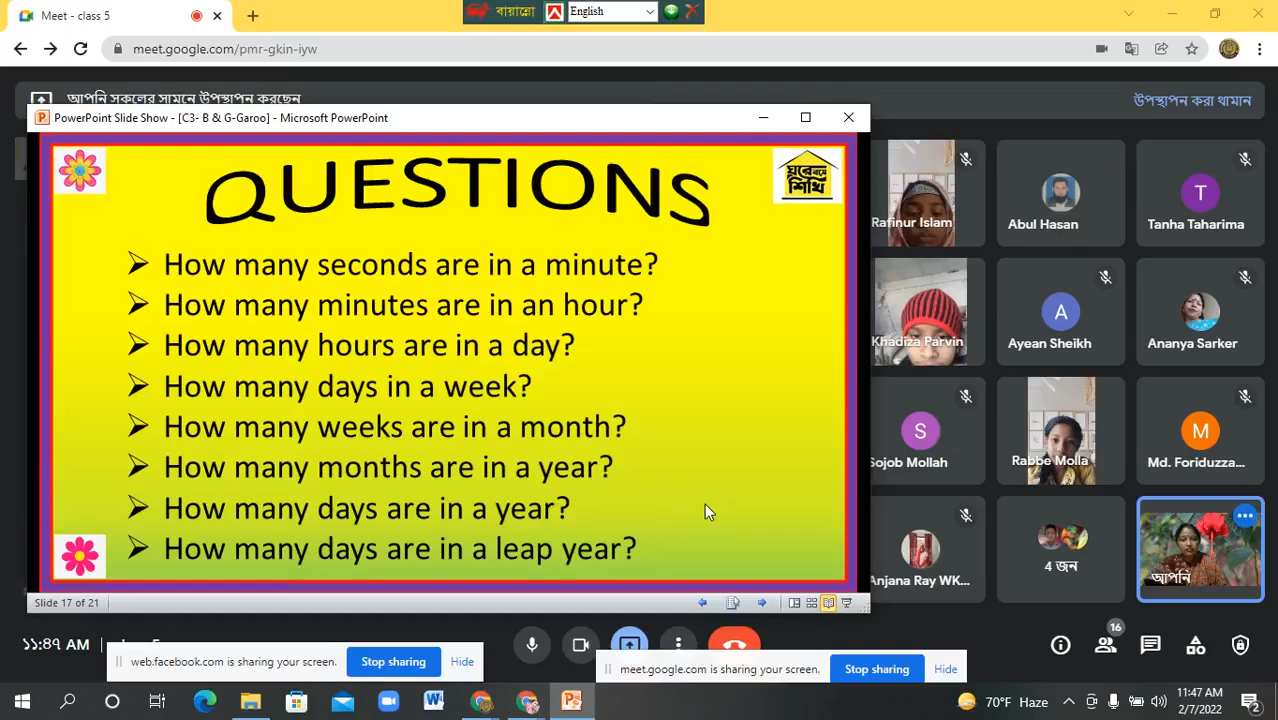 Meet - class 5
বায়ান্নো
English
meet.google.com/pmr-gkin-iyw
আপনি সকলের সামনে উপস্থাপন করছেন
উপস্থাপন করা থামান
PowerPoint Slide Show - [C3- B & G-Garoo] - Microsoft PowerPoint
QUESTIONS
ঘরে বসে
শিখি
How many seconds are in a minute?
How many minutes are in an hour?
How many hours are in a day?
How many days in a week?
How many weeks are in a month?
How many months are in a year?
How many days are in a year?
How many days are in a leap year?
Slide 17 of 21
Rafinur Islam
Abul Hasan
T
Tanha Taharima
Khadiza Parvin
A
Ayean Sheikh
Ananya Sarker
S
Sojob Mollah
Rabbe Molla
M
Md. Foriduzza...
Anjana Ray WK...
4 জন
আপনি
১১:৪৭ AM
16
web.facebook.com is sharing your screen.
Stop sharing
Hide
meet.google.com is sharing your screen.
Stop sharing
Hide
70°F Haze
11:47 AM
2/7/2022
2